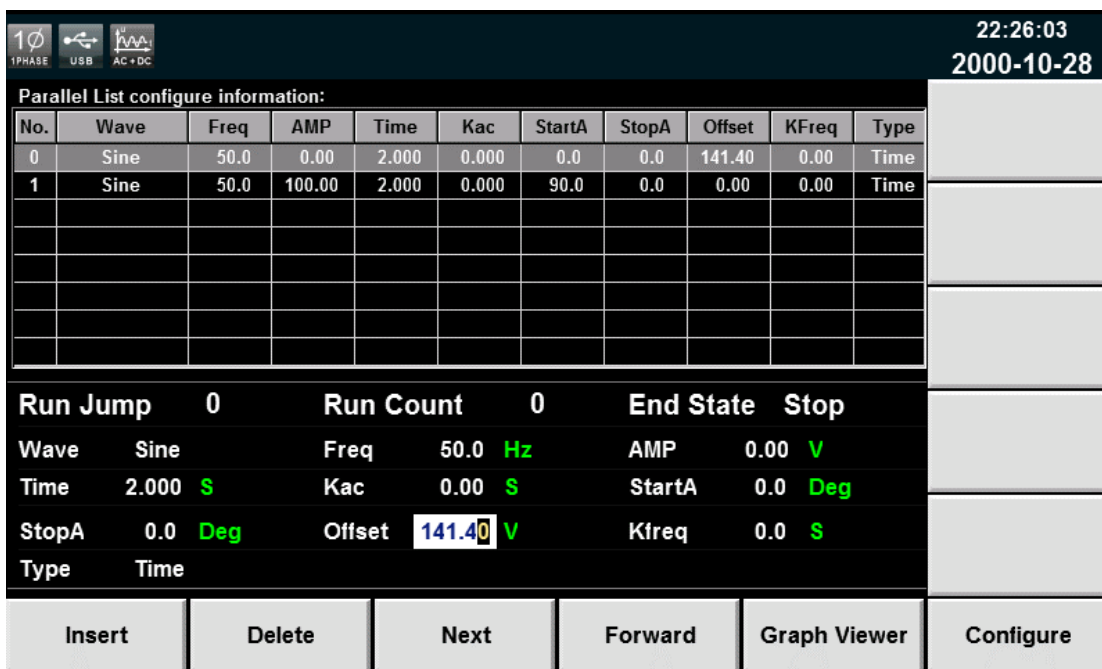 1Ø 22:26:03
1PHASE USB AC+DC 2000-10-28
Parallel List configure information:
No. Wave Freq AMP Time Kac StartA StopA Offset KFreq Type
0 Sine 50.0 0.00 2.000 0.000 0.0 0.0 141.40 0.00 Time
1 Sine 50.0 100.00 2.000 0.000 90.0 0.0 0.00 0.00 Time
Run Jump 0 Run Count 0 End State Stop
Wave Sine Freq 50.0 Hz AMP 0.00 V
Time 2.000 S Kac 0.00 S StartA 0.0 Deg
StopA 0.0 Deg Offset 141.40 V Kfreq 0.0 S
Type Time
Insert Delete Next Forward Graph Viewer Configure